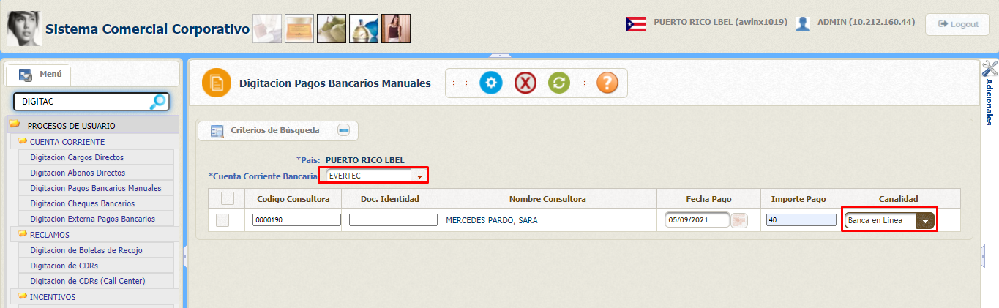 Sistema Comercial Corporativo
PUERTO RICO LBEL (awlnx1019)
ADMIN (10.212.160.44)
Logout
Menú
DIGITAC
PROCESOS DE USUARIO
CUENTA CORRIENTE
Digitacion Cargos Directos
Digitacion Abonos Directos
Digitacion Pagos Bancarios Manuales
Digitacion Cheques Bancarios
Digitacion Externa Pagos Bancarios
RECLAMOS
Digitacion de Boletas de Recojo
Digitacion de CDRs
Digitacion de CDRs (Call Center)
INCENTIVOS
Digitacion Pagos Bancarios Manuales
?
Criterios de Búsqueda
*Pais: PUERTO RICO LBEL
*Cuenta Corriente Bancaria EVERTEC
Codigo Consultora Doc. Identidad Nombre Consultora Fecha Pago Importe Pago Canalidad
0000190 MERCEDES PARDO, SARA 05/09/2021 40 Banca en Línea
Adicionales